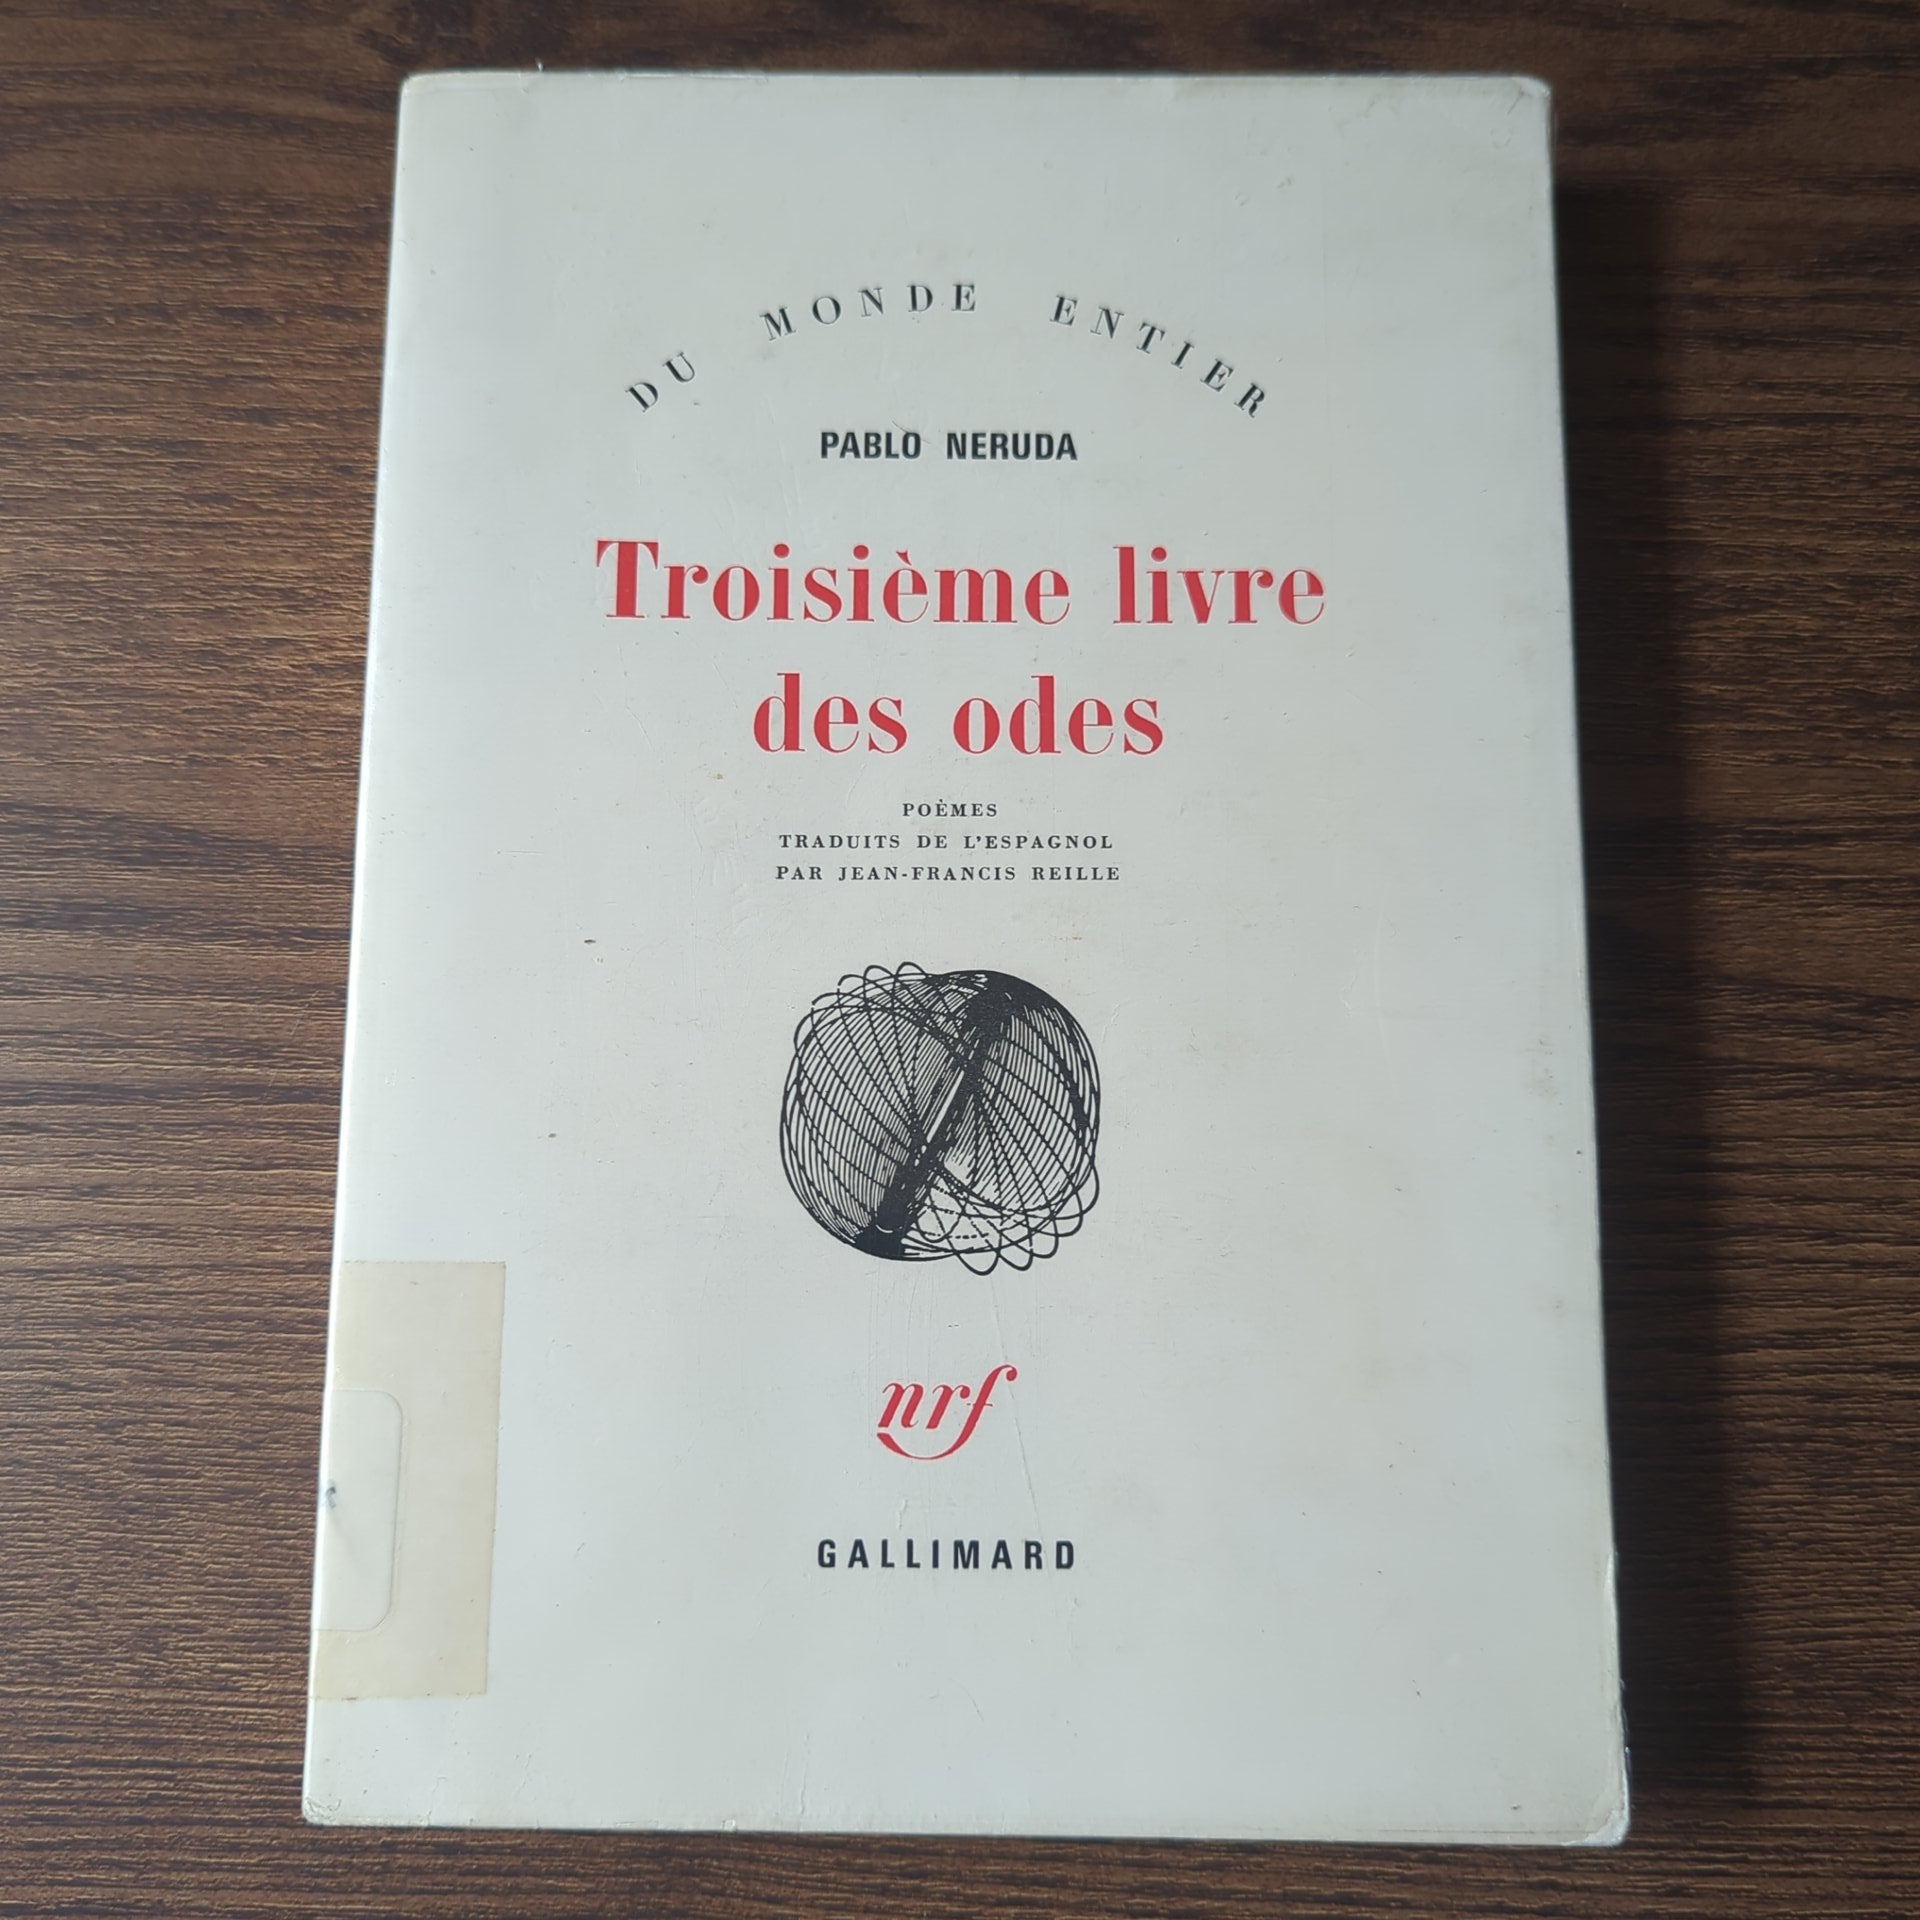 DU MONDE ENTIER
PABLO NERUDA
Troisième livre
des odes
POÈMES
TRADUITS DE L'ESPAGNOL
PAR JEAN-FRANCIS REILLE
nrf
GALLIMARD